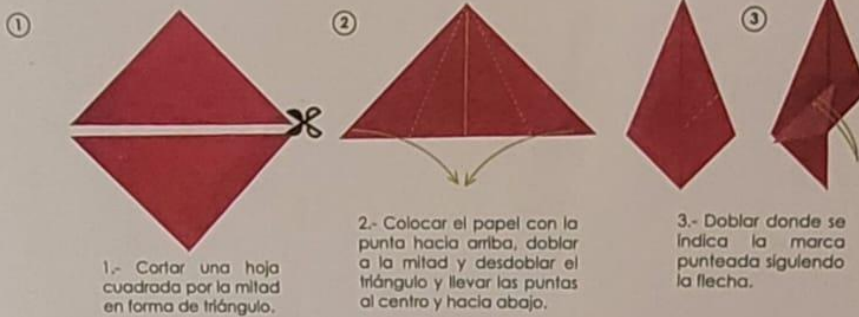 1
2
3
1.- Cortar una hoja
cuadrada por la mitad
en forma de triángulo.
2.- Colocar el papel con la
punta hacia arriba, doblar
a la mitad y desdoblar el
triángulo y llevar las puntas
al centro y hacia abajo.
3.- Doblar donde se
indica la marca
punteada siguiendo
la flecha.